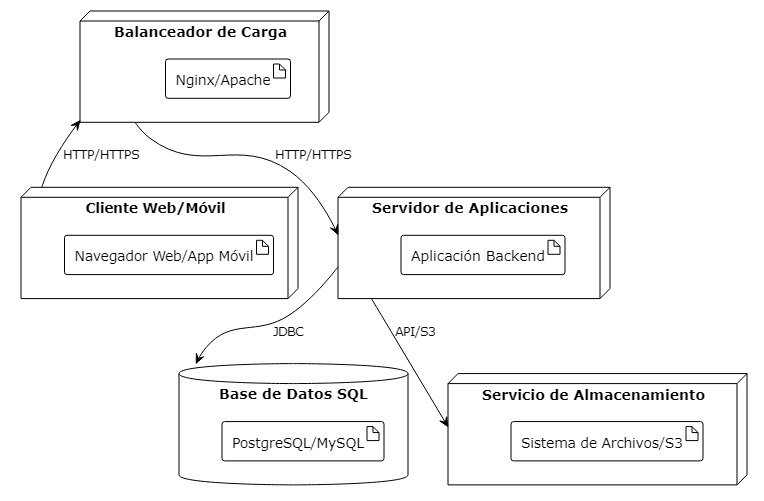 Balanceador de Carga
Nginx/Apache
HTTP/HTTPS
HTTP/HTTPS
Cliente Web/Móvil
Navegador Web/App Móvil
Servidor de Aplicaciones
Aplicación Backend
JDBC
API/S3
Base de Datos SQL
PostgreSQL/MySQL
Servicio de Almacenamiento
Sistema de Archivos/S3